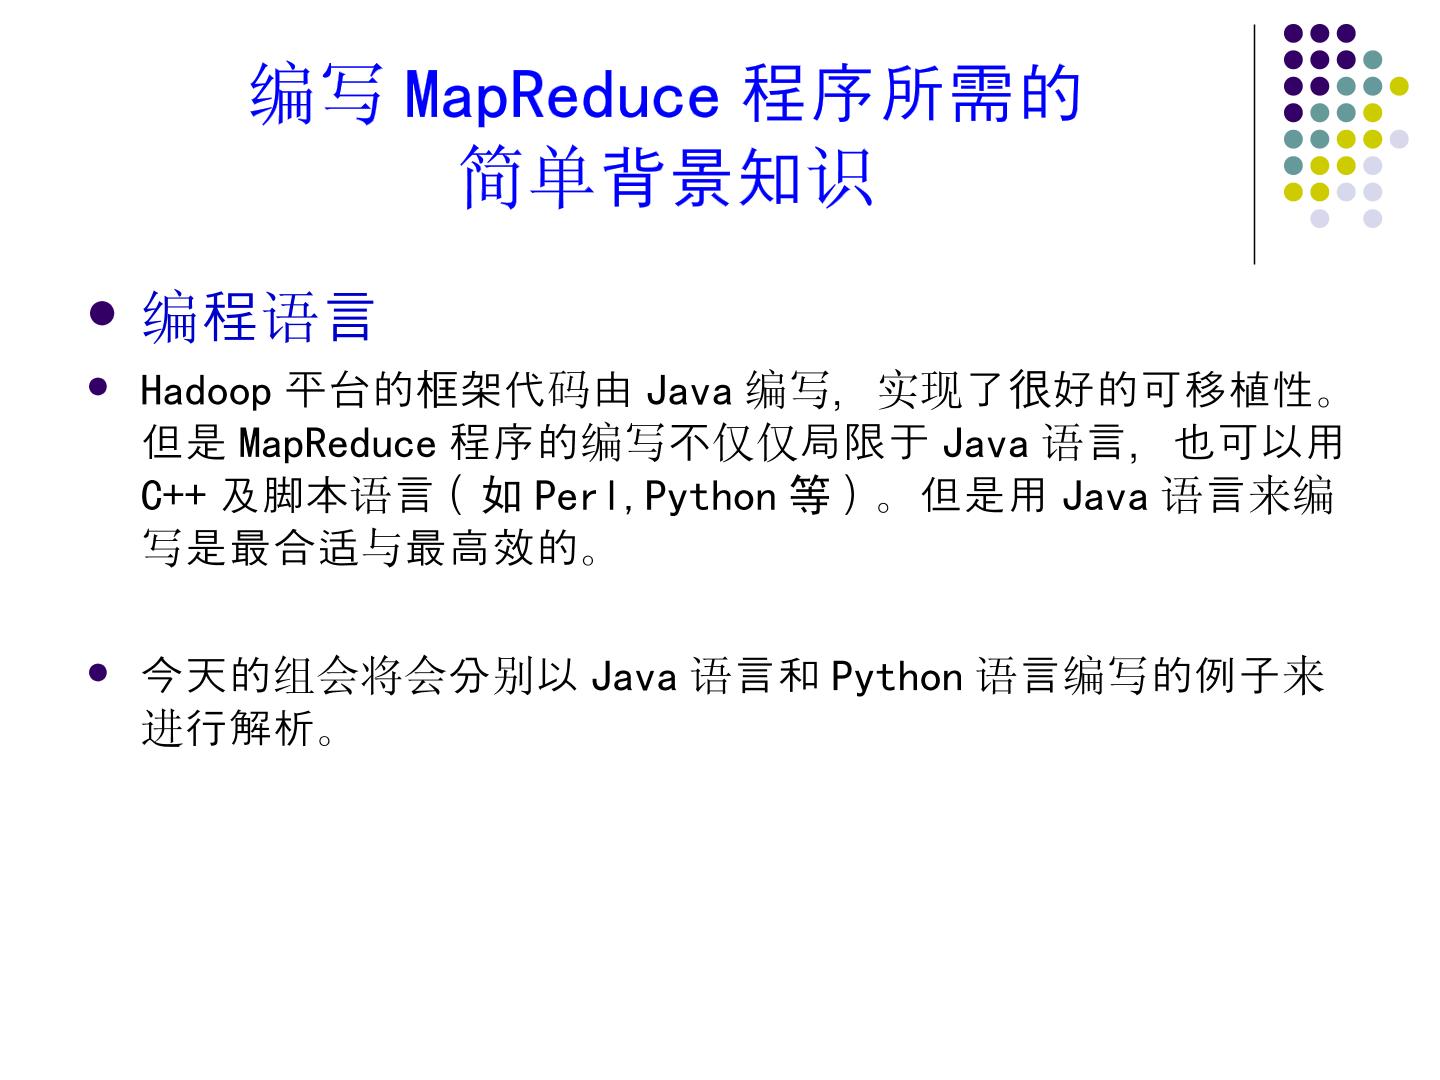 编写 MapReduce 程序所需的
简单背景知识
编程语言
Hadoop 平台的框架代码由 Java 编写，实现了很好的可移植性。
但是 MapReduce 程序的编写不仅仅局限于 Java 语言，也可以用
C++ 及脚本语言（如 Perl,Python 等）。但是用 Java 语言来编
写是最合适与最高效的。
今天的组会将会分别以 Java 语言和 Python 语言编写的例子来
进行解析。